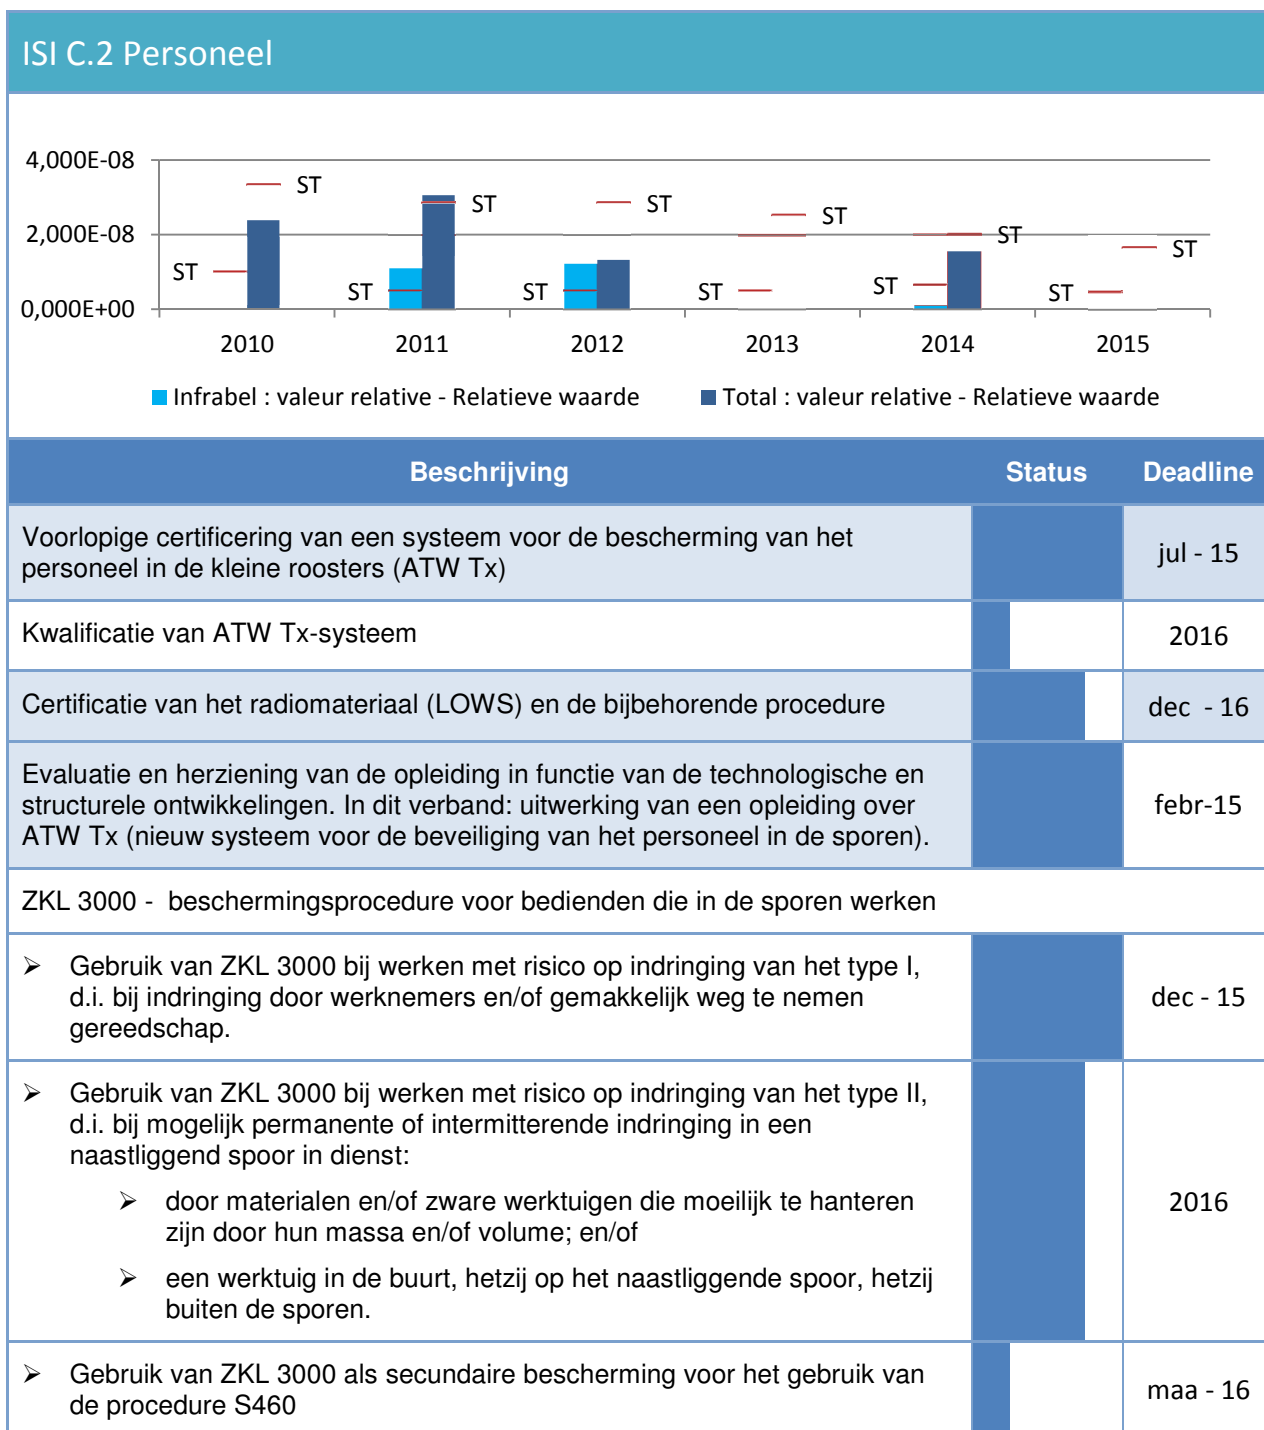 ISI C.2 Personeel
4,000E-08
2,000E-08
0,000E+00
ST
ST
ST
ST
ST
ST
ST
ST
ST
ST
ST
ST
2010
2011
2012
2013
2014
2015
Infrabel : valeur relative - Relatieve waarde
Total : valeur relative - Relatieve waarde
Beschrijving
Status
Deadline
Voorlopige certificering van een systeem voor de bescherming van het
personeel in de kleine roosters (ATW Tx)
jul - 15
Kwalificatie van ATW Tx-systeem
2016
Certificatie van het radiomateriaal (LOWS) en de bijbehorende procedure
dec - 16
Evaluatie en herziening van de opleiding in functie van de technologische en
structurele ontwikkelingen. In dit verband: uitwerking van een opleiding over
ATW Tx (nieuw systeem voor de beveiliging van het personeel in de sporen).
febr-15
ZKL 3000 - beschermingsprocedure voor bedienden die in de sporen werken
➢ Gebruik van ZKL 3000 bij werken met risico op indringing van het type I,
d.i. bij indringing door werknemers en/of gemakkelijk weg te nemen
gereedschap.
dec - 15
➢ Gebruik van ZKL 3000 bij werken met risico op indringing van het type II,
d.i. bij mogelijk permanente of intermitterende indringing in een
naastliggend spoor in dienst:
➢ door materialen en/of zware werktuigen die moeilijk te hanteren
zijn door hun massa en/of volume; en/of
➢ een werktuig in de buurt, hetzij op het naastliggende spoor, hetzij
buiten de sporen.
2016
➢ Gebruik van ZKL 3000 als secundaire bescherming voor het gebruik van
de procedure S460
maa - 16